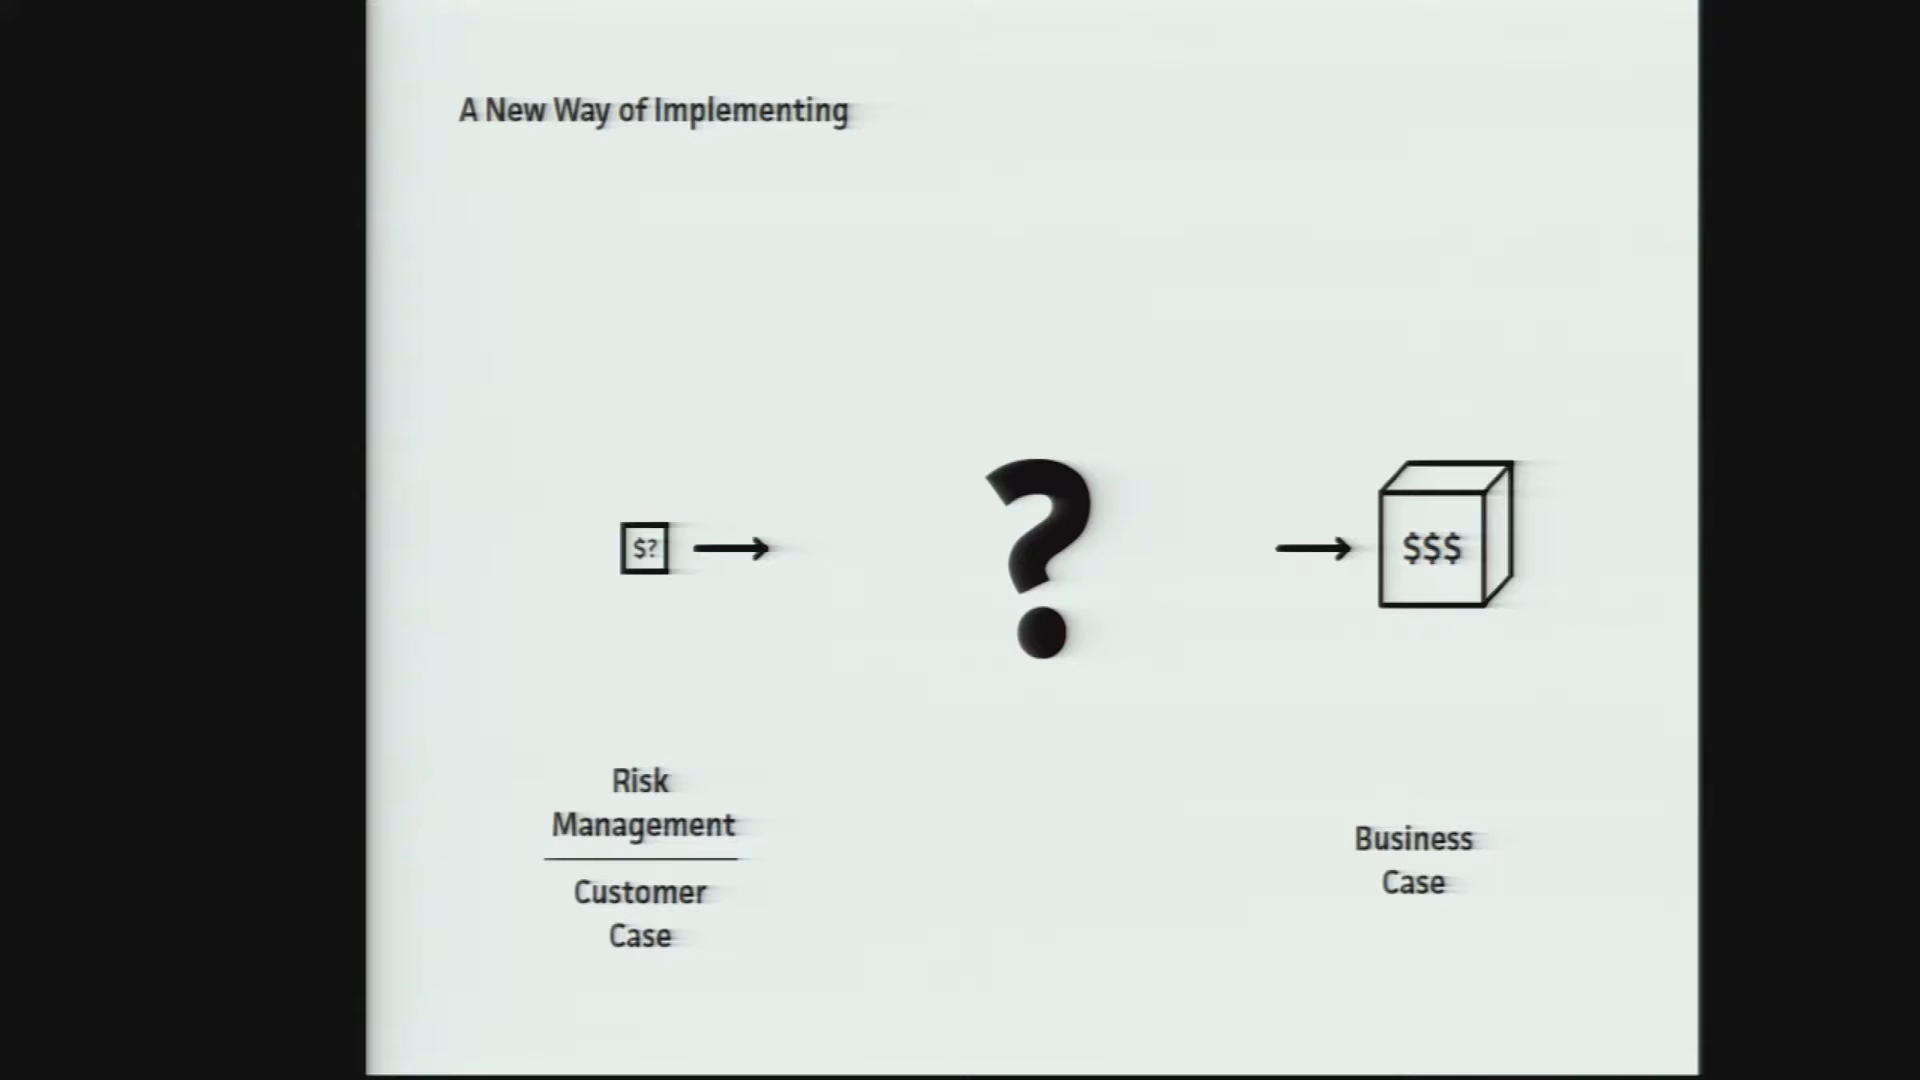 A New Way of Implementing
$?
?
$$$
Risk
Management
Customer
Case
Business
Case